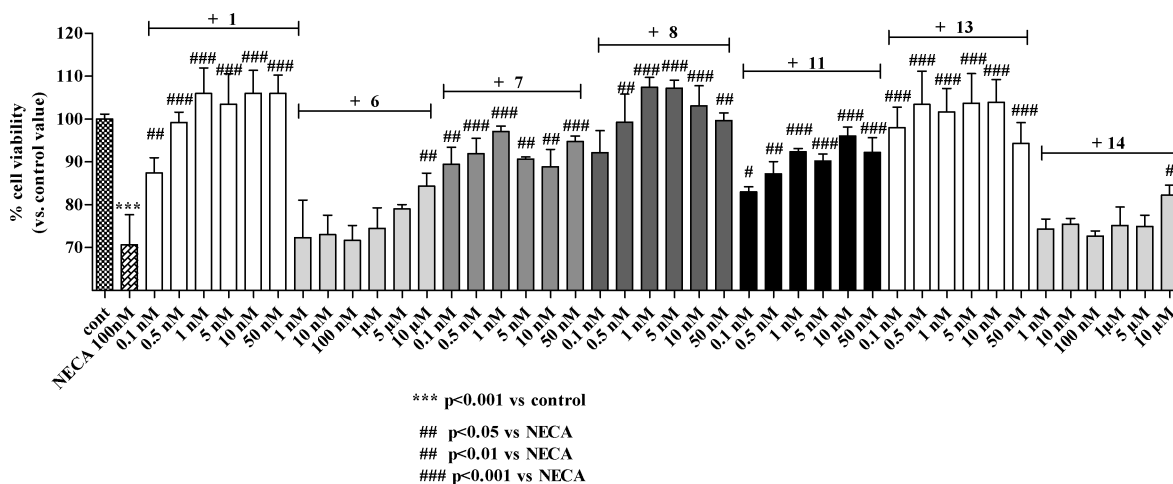 % cell viability
(vs. control value)
120
110
100
90
80
70
+ 1
+ 6
+ 7
+ 8
+ 11
+ 13
+ 14
***
## ### ### ### ### ###
##
## ### ### ## ## ###
## ### ### ### ##
# ## ### ### ### ###
### ### ### ### ### ###
#
cont
NECA 100nM
0.1 nM
0.5 nM
1 nM
5 nM
10 nM
50 nM
1 nM
10 nM
100 nM
1µM
5 µM
10 µM
0.1 nM
0.5 nM
1 nM
5 nM
10 nM
50 nM
0.1 nM
0.5 nM
1 nM
5 nM
10 nM
50 nM
0.1 nM
0.5 nM
1 nM
5 nM
10 nM
50 nM
0.1 nM
0.5 nM
1 nM
5 nM
10 nM
50 nM
1 nM
10 nM
100 nM
1µM
5 µM
10 µM
*** p<0.001 vs control
## p<0.05 vs NECA
## p<0.01 vs NECA
### p<0.001 vs NECA